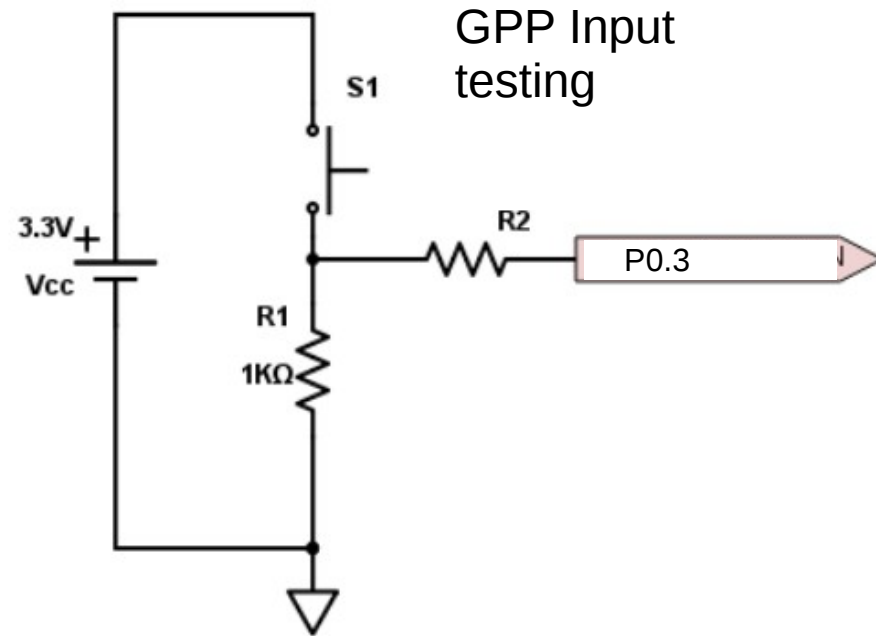 GPP Input
testing
S1
3.3V
+
Vcc
R2
P0.3
R1
1KΩ